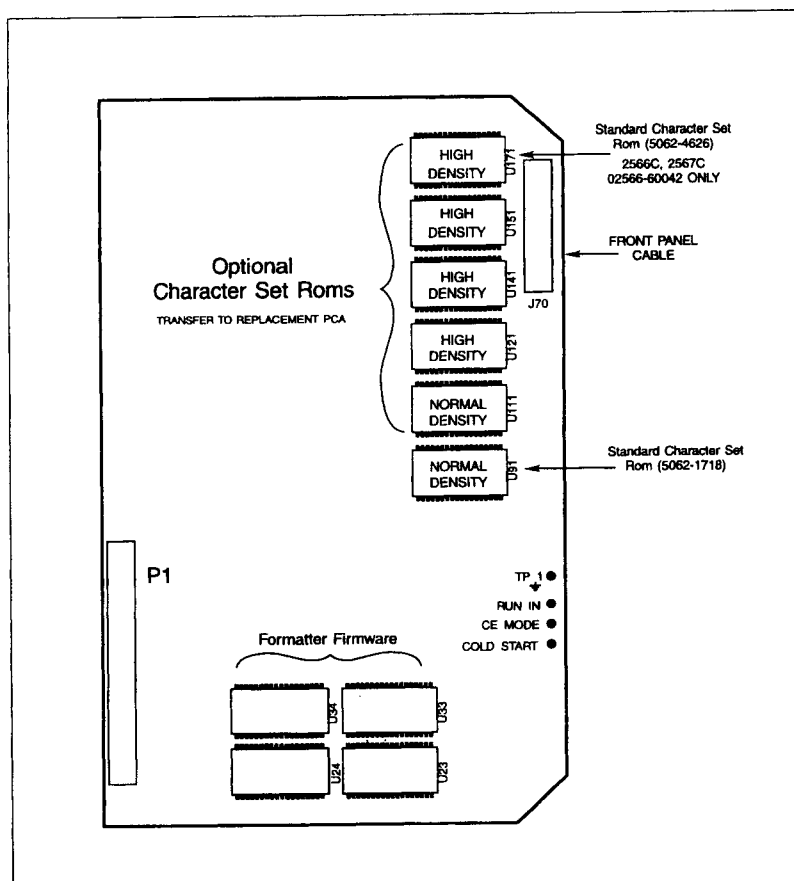 Standard Character Set
Rom (5062-4626)
2566C, 2567C
02566-60042 ONLY
HIGH
DENSITY
U171
HIGH
DENSITY
U151
FRONT PANEL
CABLE
Optional
Character Set Roms
TRANSFER TO REPLACEMENT PCA
HIGH
DENSITY
U141
J70
HIGH
DENSITY
U121
NORMAL
DENSITY
U111
NORMAL
DENSITY
U91
Standard Character Set
Rom (5062-1718)
P1
TP 1
RUN IN
CE MODE
COLD START
Formatter Firmware
U34
U33
U24
U23